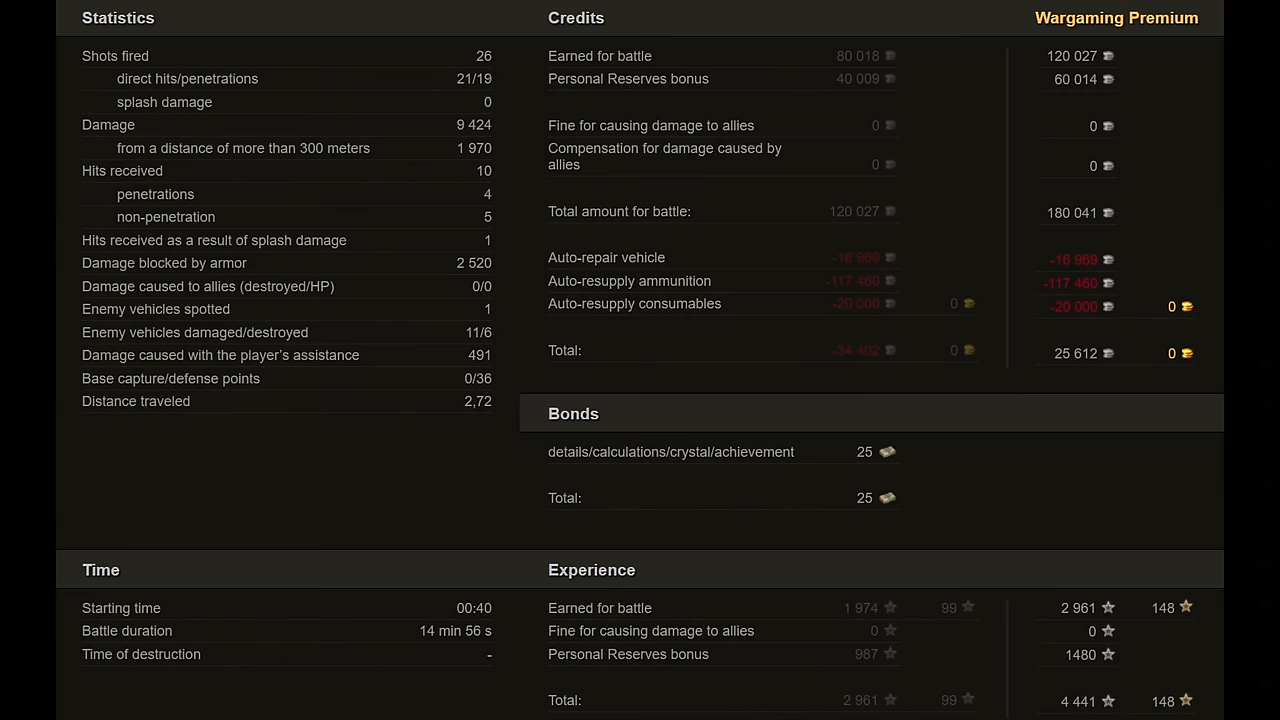 Statistics
Shots fired 26
direct hits/penetrations 21/19
splash damage 0
Damage 9 424
from a distance of more than 300 meters 1 970
Hits received 10
penetrations 4
non-penetration 5
Hits received as a result of splash damage 1
Damage blocked by armor 2 520
Damage caused to allies (destroyed/HP) 0/0
Enemy vehicles spotted 1
Enemy vehicles damaged/destroyed 11/6
Damage caused with the player's assistance 491
Base capture/defense points 0/36
Distance traveled 2,72
Credits Wargaming Premium
Earned for battle 80 018 120 027
Personal Reserves bonus 40 009 60 014
Fine for causing damage to allies 0 0
Compensation for damage caused by
allies 0 0
Total amount for battle: 120 027 180 041
Auto-repair vehicle -16 969 -16 969
Auto-resupply ammunition -117 460 -117 460
Auto-resupply consumables -20 000 0 -20 000 0
Total: -34 402 0 25 612 0
Bonds
details/calculations/crystal/achievement 25
Total: 25
Time
Starting time 00:40
Battle duration 14 min 56 s
Time of destruction -
Experience
Earned for battle 1 974 99 2 961 148
Fine for causing damage to allies 0 0
Personal Reserves bonus 987 1480
Total: 2 961 99 4 441 148